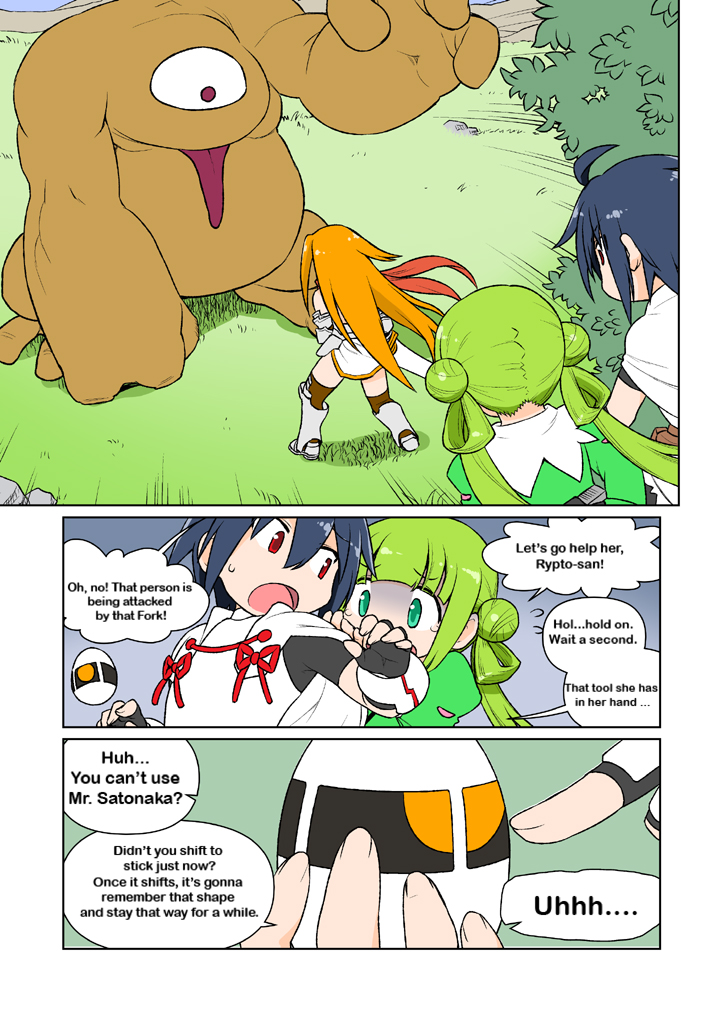 Oh, no! That person is
being attacked
by that Fork!
Let's go help her,
Rypto-san!
Hol...hold on.
Wait a second.
That tool she has
in her hand ...
Huh...
You can't use
Mr. Satonaka?
Didn't you shift to
stick just now?
Once it shifts, it's gonna
remember that shape
and stay that way for a while.
Uhhh....